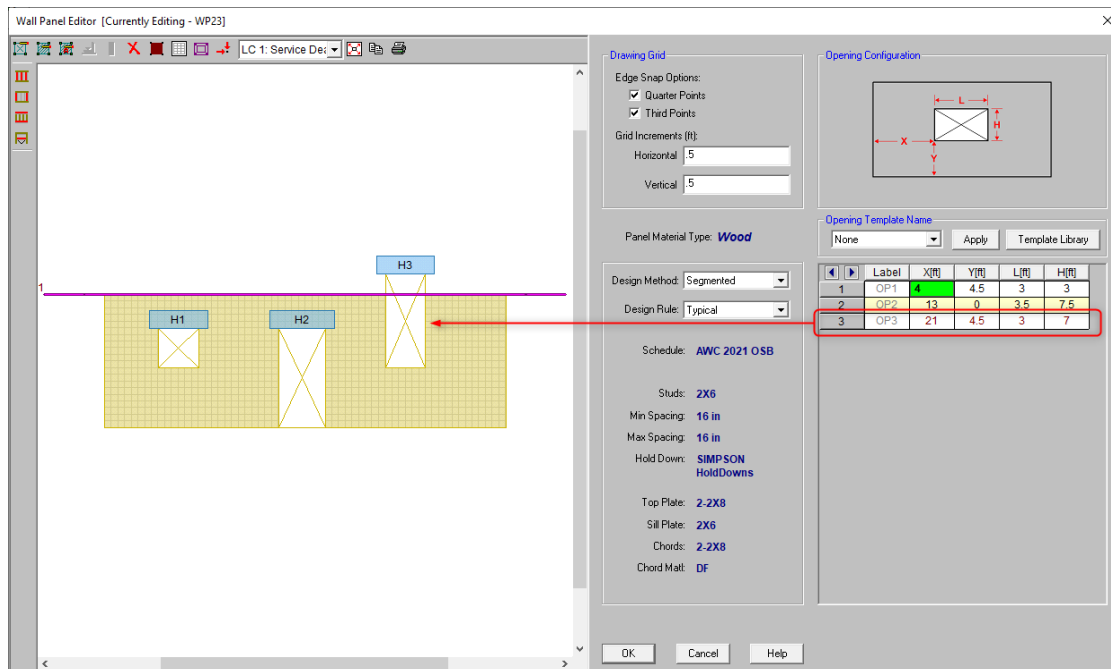 Wall Panel Editor [Currently Editing - WP23]
LC 1: Service Dea
1
H1
H2
H3
Drawing Grid
Edge Snap Options:
Quarter Points
Third Points
Grid Increments (ft):
Horizontal .5
Vertical .5
Panel Material Type: Wood
Design Method: Segmented
Design Rule: Typical
Schedule: AWC 2021 OSB
Studs: 2X6
Min Spacing: 16 in
Max Spacing: 16 in
Hold Down: SIMPSON
HoldDowns
Top Plate: 2-2X8
Sill Plate: 2X6
Chords: 2-2X8
Chord Matl: DF
Opening Configuration
L
H
X
Y
Opening Template Name
None Apply Template Library
Label X[ft] Y[ft] L[ft] H[ft]
1 OP1 4 4.5 3 3
2 OP2 13 0 3.5 7.5
3 OP3 21 4.5 3 7
OK Cancel Help